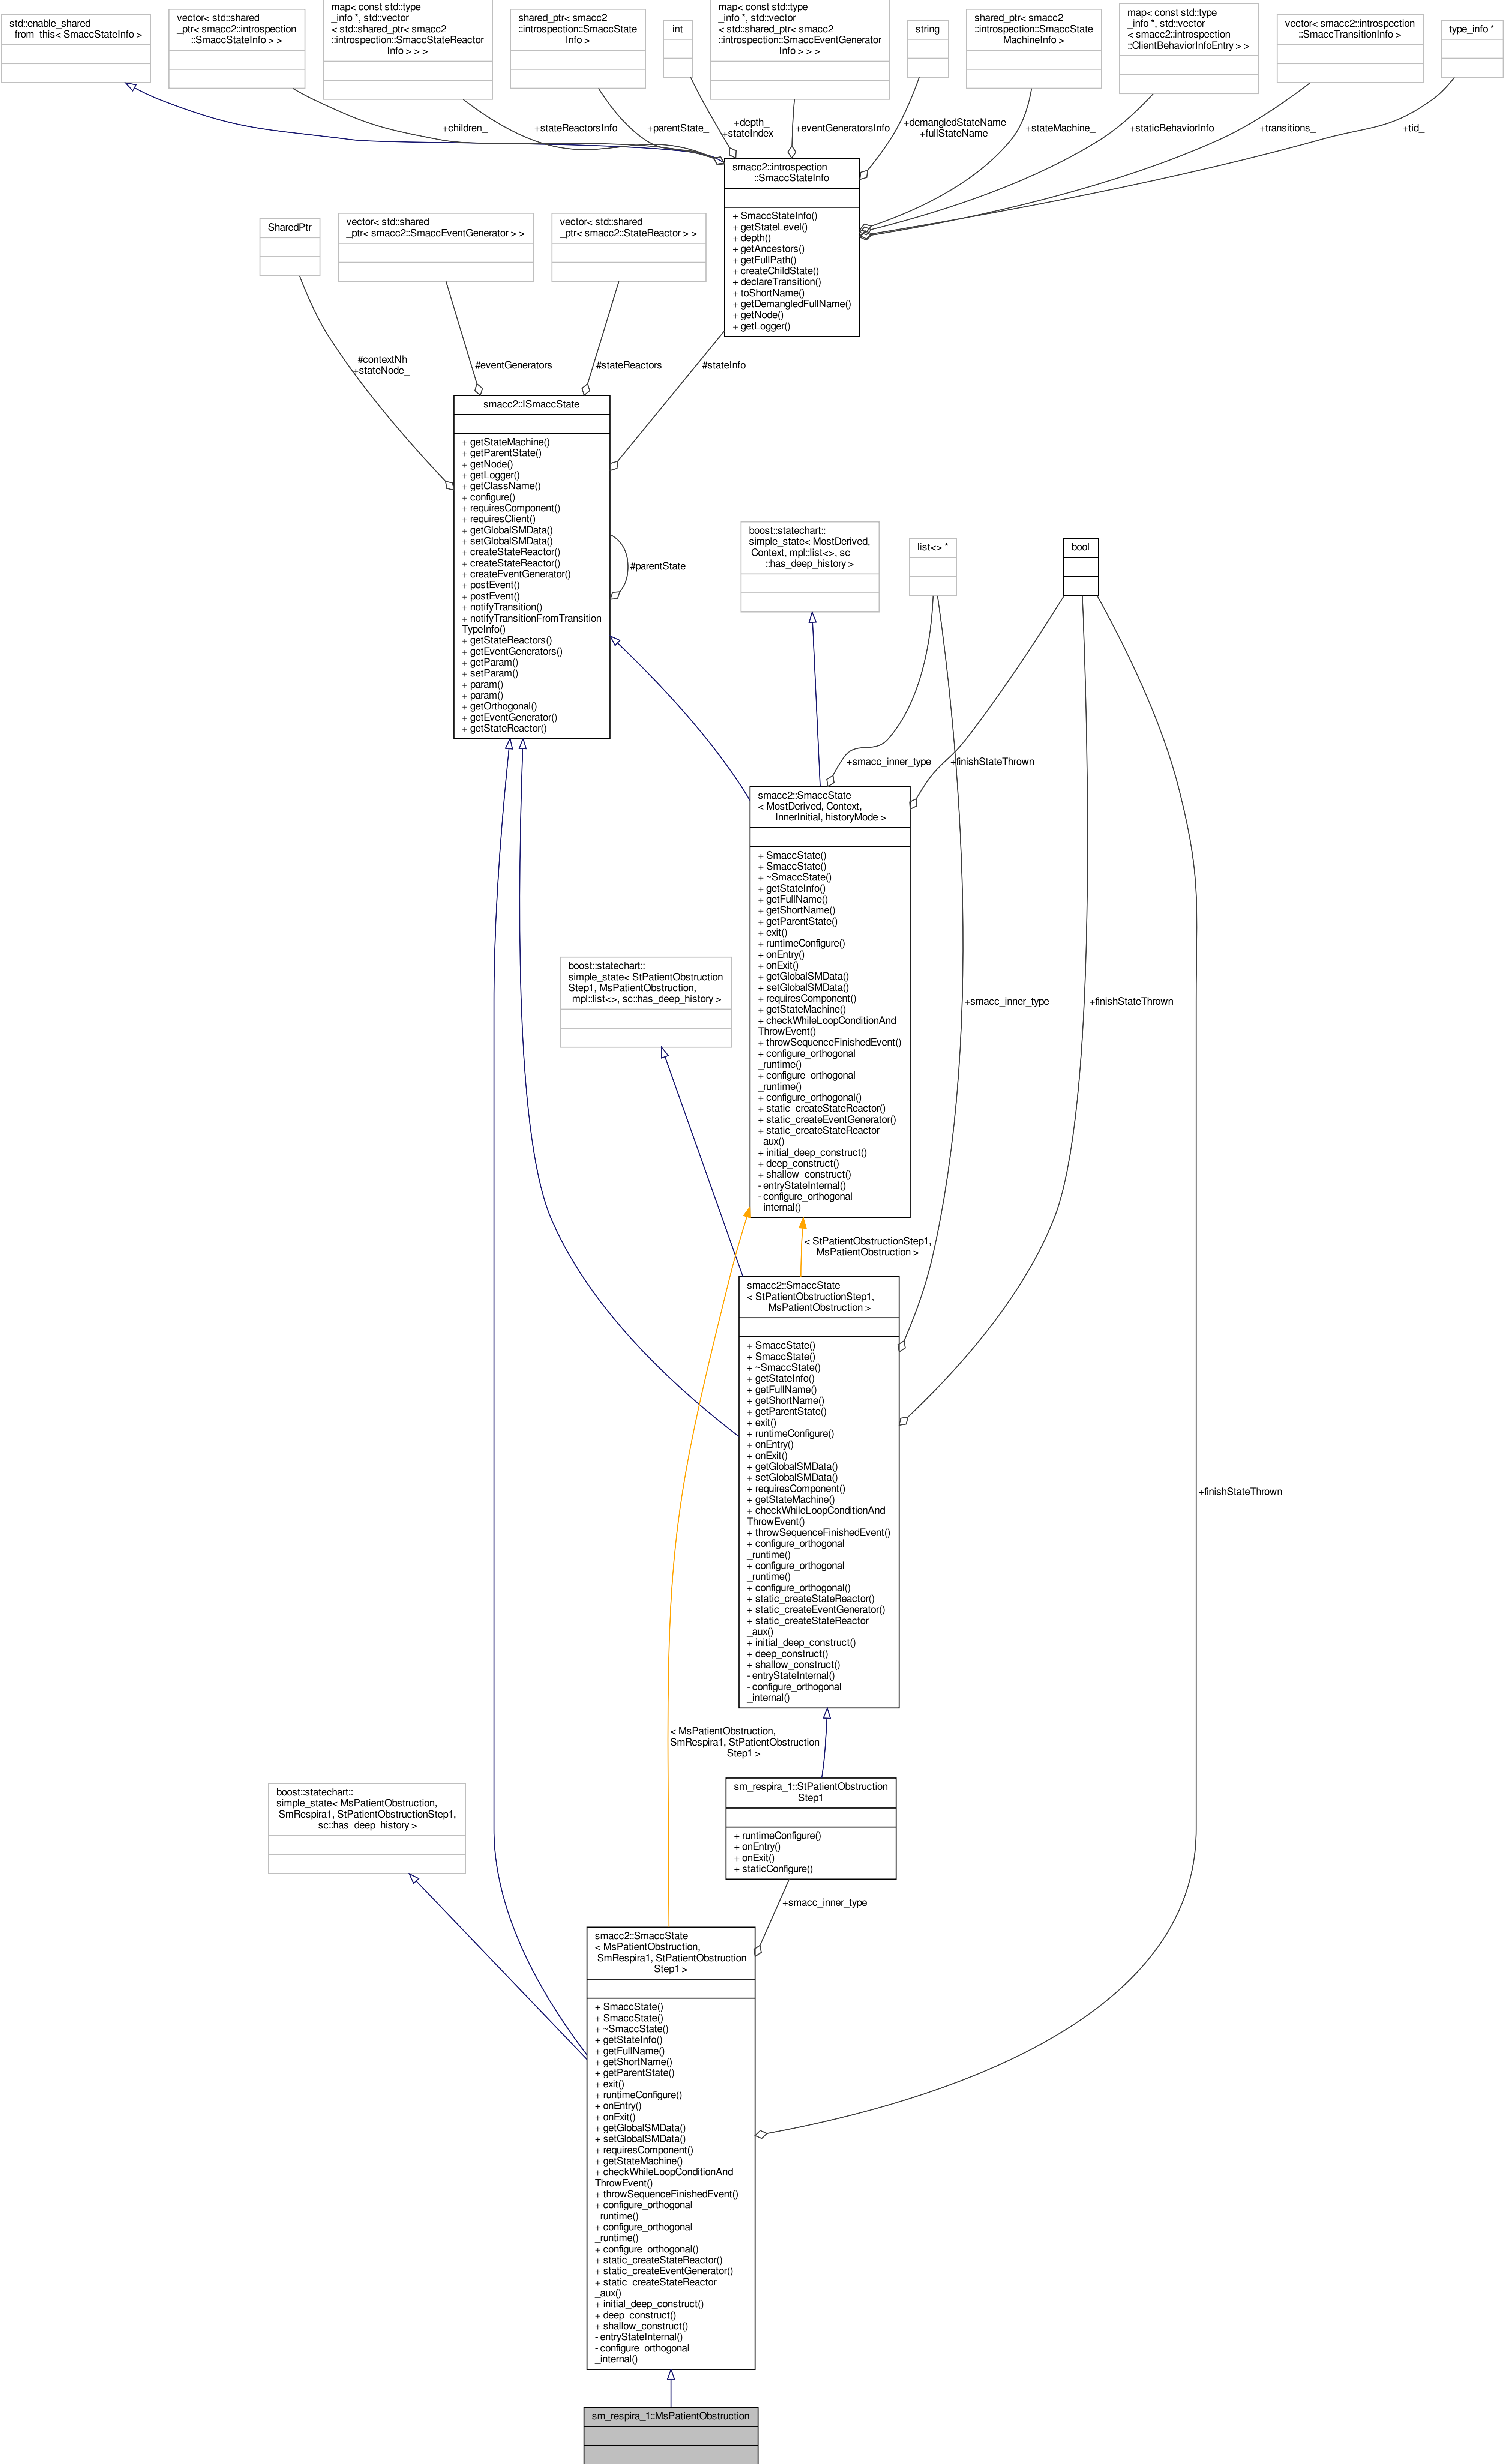 std::enable_shared
_from_this< SmaccStateInfo >
vector< std::shared
_ptr< smacc2::introspection
::SmaccStateInfo > >
map< const std::type
_info *, std::vector
< std::shared_ptr< smacc2
::introspection::SmaccStateReactor
Info > > >
shared_ptr< smacc2
::introspection::SmaccState
Info >
int
map< const std::type
_info *, std::vector
< std::shared_ptr< smacc2
::introspection::SmaccEventGenerator
Info > > >
string
shared_ptr< smacc2
::introspection::SmaccState
MachineInfo >
map< const std::type
_info *, std::vector
< smacc2::introspection
::ClientBehaviorInfoEntry > >
vector< smacc2::introspection
::SmaccTransitionInfo >
type_info *
+children_
+stateReactorsInfo
+parentState_
+depth_
+stateIndex_
+eventGeneratorsInfo
+demangledStateName
+fullStateName
+stateMachine_
+staticBehaviorInfo
+transitions_
+tid_
smacc2::introspection
::SmaccStateInfo
+ SmaccStateInfo()
+ getStateLevel()
+ depth()
+ getAncestors()
+ getFullPath()
+ createChildState()
+ declareTransition()
+ toShortName()
+ getDemangledFullName()
+ getNode()
+ getLogger()
SharedPtr
vector< std::shared
_ptr< smacc2::SmaccEventGenerator > >
vector< std::shared
_ptr< smacc2::StateReactor > >
#contextNh
+stateNode_
#eventGenerators_
#stateReactors_
#stateInfo_
smacc2::ISmaccState
+ getStateMachine()
+ getParentState()
+ getNode()
+ getLogger()
+ getClassName()
+ configure()
+ requiresComponent()
+ requiresClient()
+ getGlobalSMData()
+ setGlobalSMData()
+ createStateReactor()
+ createStateReactor()
+ createEventGenerator()
+ postEvent()
+ postEvent()
+ notifyTransition()
+ notifyTransitionFromTransition
TypeInfo()
+ getStateReactors()
+ getEventGenerators()
+ getParam()
+ setParam()
+ param()
+ param()
+ getOrthogonal()
+ getEventGenerator()
+ getStateReactor()
#parentState_
boost::statechart::
simple_state< MostDerived,
Context, mpl::list<>, sc
::has_deep_history >
list<> *
bool
+smacc_inner_type
+finishStateThrown
smacc2::SmaccState
< MostDerived, Context,
InnerInitial, historyMode >
+ SmaccState()
+ SmaccState()
+ ~SmaccState()
+ getStateInfo()
+ getFullName()
+ getShortName()
+ getParentState()
+ exit()
+ runtimeConfigure()
+ onEntry()
+ onExit()
+ getGlobalSMData()
+ setGlobalSMData()
+ requiresComponent()
+ getStateMachine()
+ checkWhileLoopConditionAnd
ThrowEvent()
+ throwSequenceFinishedEvent()
+ configure_orthogonal
_runtime()
+ configure_orthogonal
_runtime()
+ configure_orthogonal()
+ static_createStateReactor()
+ static_createEventGenerator()
+ static_createStateReactor
_aux()
+ initial_deep_construct()
+ deep_construct()
+ shallow_construct()
- entryStateInternal()
- configure_orthogonal
_internal()
boost::statechart::
simple_state< StPatientObstruction
Step1, MsPatientObstruction,
mpl::list<>, sc::has_deep_history >
+smacc_inner_type
+finishStateThrown
< StPatientObstructionStep1,
MsPatientObstruction >
smacc2::SmaccState
< StPatientObstructionStep1,
MsPatientObstruction >
+ SmaccState()
+ SmaccState()
+ ~SmaccState()
+ getStateInfo()
+ getFullName()
+ getShortName()
+ getParentState()
+ exit()
+ runtimeConfigure()
+ onEntry()
+ onExit()
+ getGlobalSMData()
+ setGlobalSMData()
+ requiresComponent()
+ getStateMachine()
+ checkWhileLoopConditionAnd
ThrowEvent()
+ throwSequenceFinishedEvent()
+ configure_orthogonal
_runtime()
+ configure_orthogonal
_runtime()
+ configure_orthogonal()
+ static_createStateReactor()
+ static_createEventGenerator()
+ static_createStateReactor
_aux()
+ initial_deep_construct()
+ deep_construct()
+ shallow_construct()
- entryStateInternal()
- configure_orthogonal
_internal()
+finishStateThrown
< MsPatientObstruction,
SmRespira1, StPatientObstruction
Step1 >
sm_respira_1::StPatientObstruction
Step1
+ runtimeConfigure()
+ onEntry()
+ onExit()
+ staticConfigure()
boost::statechart::
simple_state< MsPatientObstruction,
SmRespira1, StPatientObstructionStep1,
sc::has_deep_history >
+smacc_inner_type
smacc2::SmaccState
< MsPatientObstruction,
SmRespira1, StPatientObstruction
Step1 >
+ SmaccState()
+ SmaccState()
+ ~SmaccState()
+ getStateInfo()
+ getFullName()
+ getShortName()
+ getParentState()
+ exit()
+ runtimeConfigure()
+ onEntry()
+ onExit()
+ getGlobalSMData()
+ setGlobalSMData()
+ requiresComponent()
+ getStateMachine()
+ checkWhileLoopConditionAnd
ThrowEvent()
+ throwSequenceFinishedEvent()
+ configure_orthogonal
_runtime()
+ configure_orthogonal
_runtime()
+ configure_orthogonal()
+ static_createStateReactor()
+ static_createEventGenerator()
+ static_createStateReactor
_aux()
+ initial_deep_construct()
+ deep_construct()
+ shallow_construct()
- entryStateInternal()
- configure_orthogonal
_internal()
sm_respira_1::MsPatientObstruction